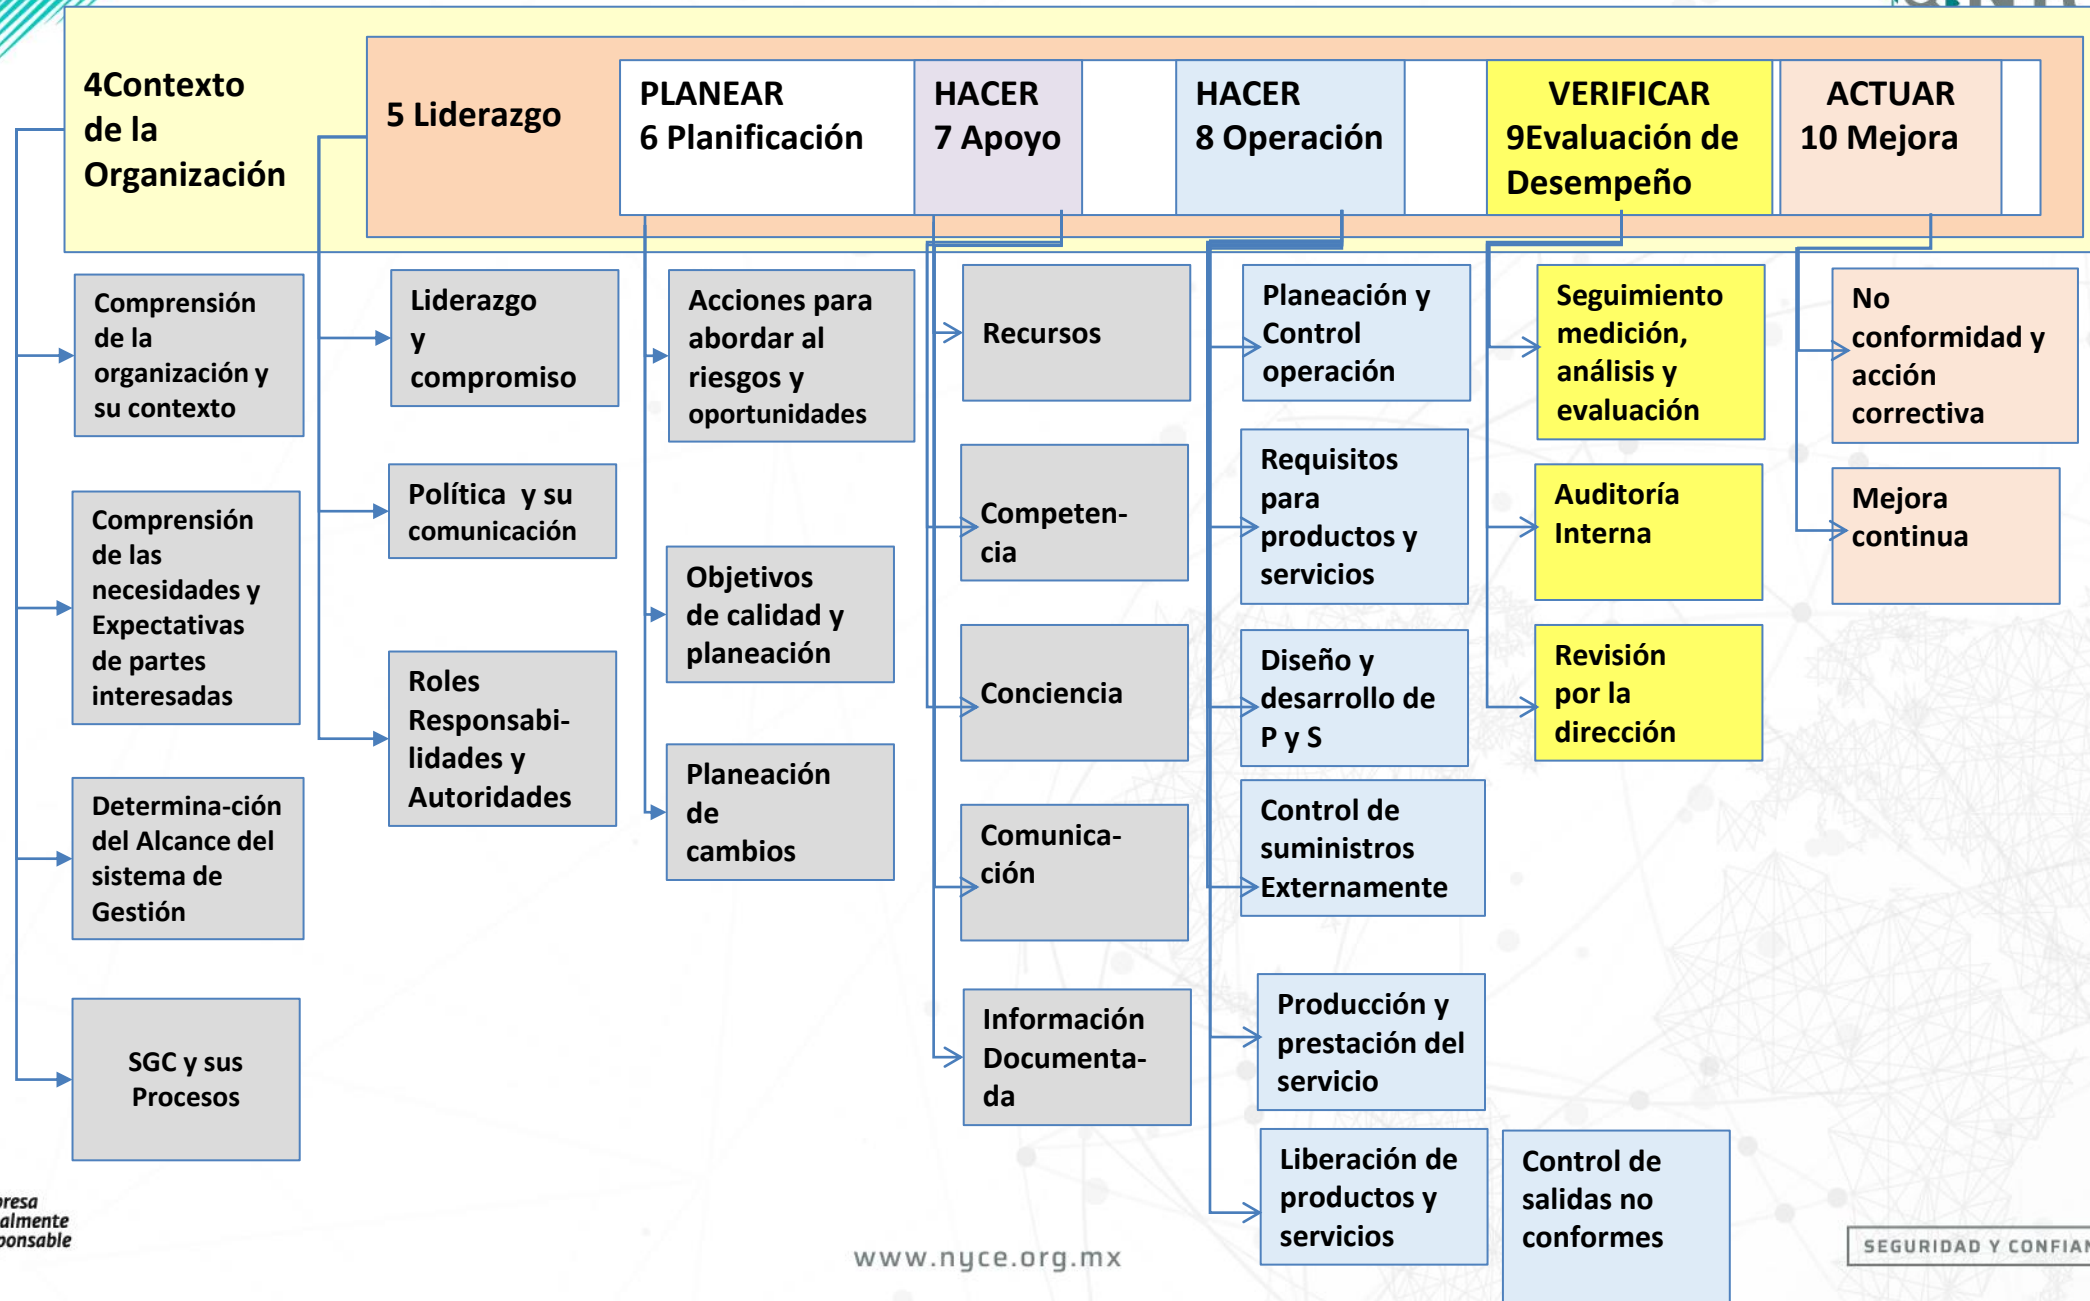 4Contexto
de la
Organización
5 Liderazgo
PLANEAR
6 Planificación
HACER
7 Apoyo
HACER
8 Operación
VERIFICAR
9Evaluación de
Desempeño
ACTUAR
10 Mejora
Comprensión
de la
organización y
su contexto
Comprensión
de las
necesidades y
Expectativas
de partes
interesadas
Determina-ción
del Alcance del
sistema de
Gestión
SGC y sus
Procesos
Liderazgo
y
compromiso
Política y su
comunicación
Roles
Responsabi-
lidades y
Autoridades
Acciones para
abordar al
riesgos y
oportunidades
Objetivos
de calidad y
planeación
Planeación
de
cambios
Recursos
Competen-
cia
Conciencia
Comunica-
ción
Información
Documenta-
da
Planeación y
Control
operación
Requisitos
para
productos y
servicios
Diseño y
desarrollo de
P y S
Control de
suministros
Externamente
Producción y
prestación del
servicio
Liberación de
productos y
servicios
Control de
salidas no
conformes
Seguimiento
medición,
análisis y
evaluación
Auditoría
Interna
Revisión
por la
dirección
No
conformidad y
acción
correctiva
Mejora
continua
www.nyce.org.mx
SEGURIDAD Y